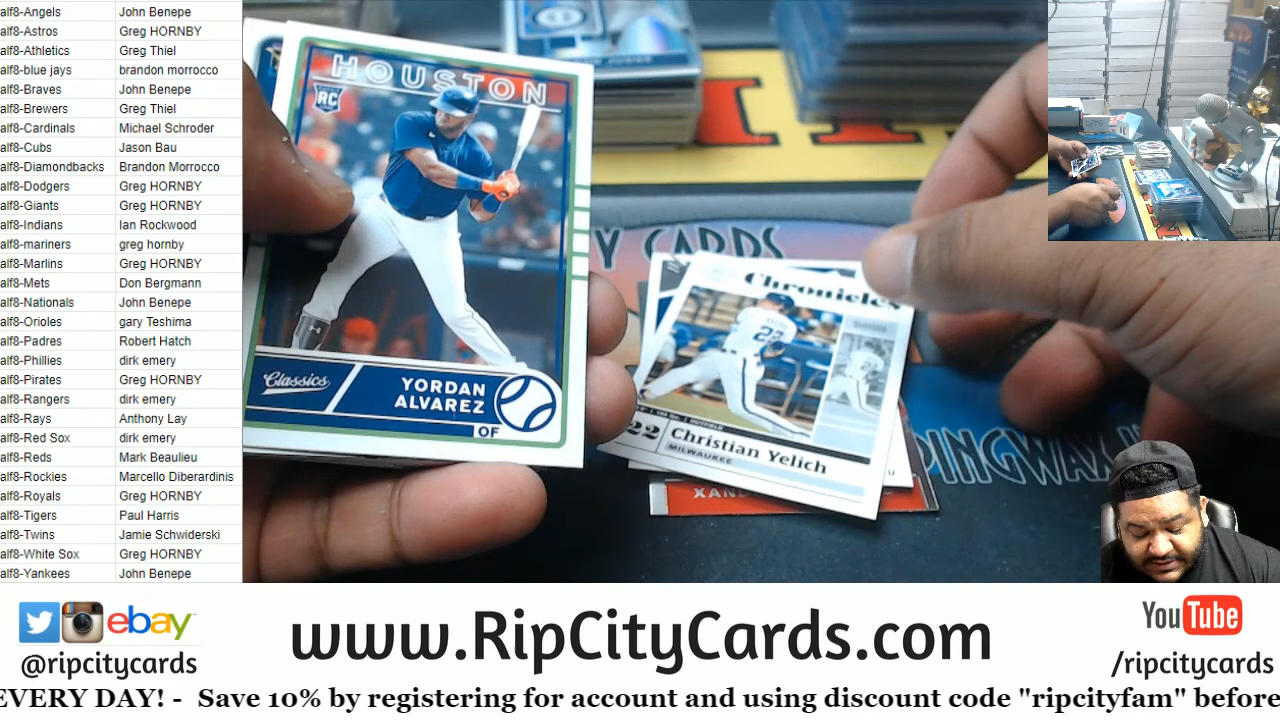 alf8-Angels John Benepe
alf8-Astros Greg HORNBY
alf8-Athletics Greg Thiel
alf8-blue jays brandon morrocco
alf8-Braves John Benepe
alf8-Brewers Greg Thiel
alf8-Cardinals Michael Schroder
alf8-Cubs Jason Bau
alf8-Diamondbacks Brandon Morrocco
alf8-Dodgers Greg HORNBY
alf8-Giants Greg HORNBY
alf8-Indians Ian Rockwood
alf8-mariners greg hornby
alf8-Marlins Greg HORNBY
alf8-Mets Don Bergmann
alf8-Nationals John Benepe
alf8-Orioles gary Teshima
alf8-Padres Robert Hatch
alf8-Phillies dirk emery
alf8-Pirates Greg HORNBY
alf8-Rangers dirk emery
alf8-Rays Anthony Lay
alf8-Red Sox dirk emery
alf8-Reds Mark Beaulieu
alf8-Rockies Marcello Diberardinis
alf8-Royals Greg HORNBY
alf8-Tigers Paul Harris
alf8-Twins Jamie Schwiderski
alf8-White Sox Greg HORNBY
alf8-Yankees John Benepe
HOUSTON
RC
Classics
YORDAN
ALVAREZ
OF
Y CARDS
Chronicles
22
22
Christian Yelich
MILWAUKEE
XAN
PINGWAX
ebay
@ripcitycards
www.RipCityCards.com
YouTube
/ripcitycards
EVERY DAY! - Save 10% by registering for account and using discount code "ripcityfam" before